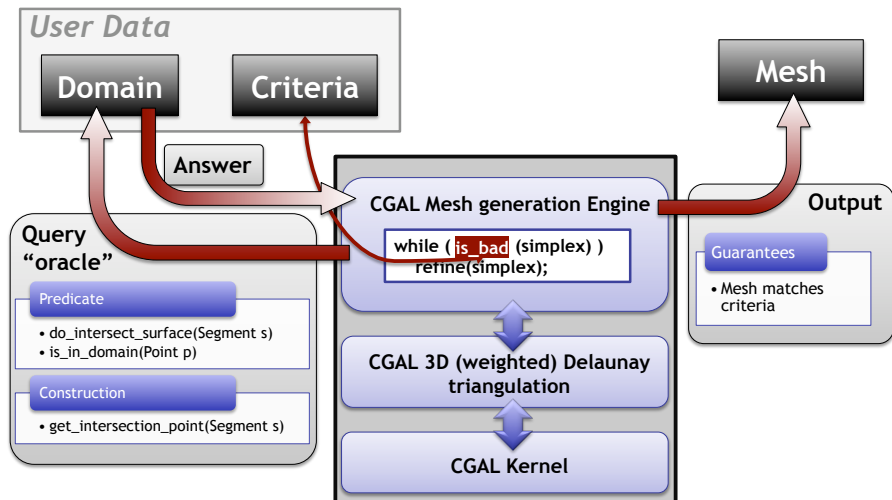 User Data
Domain
Criteria
Mesh
Answer
CGAL Mesh generation Engine
while ( is_bad (simplex) )
refine(simplex);
Query
“oracle”
Predicate
• do_intersect_surface(Segment s)
• is_in_domain(Point p)
Construction
• get_intersection_point(Segment s)
CGAL 3D (weighted) Delaunay
triangulation
CGAL Kernel
Output
Guarantees
• Mesh matches
criteria